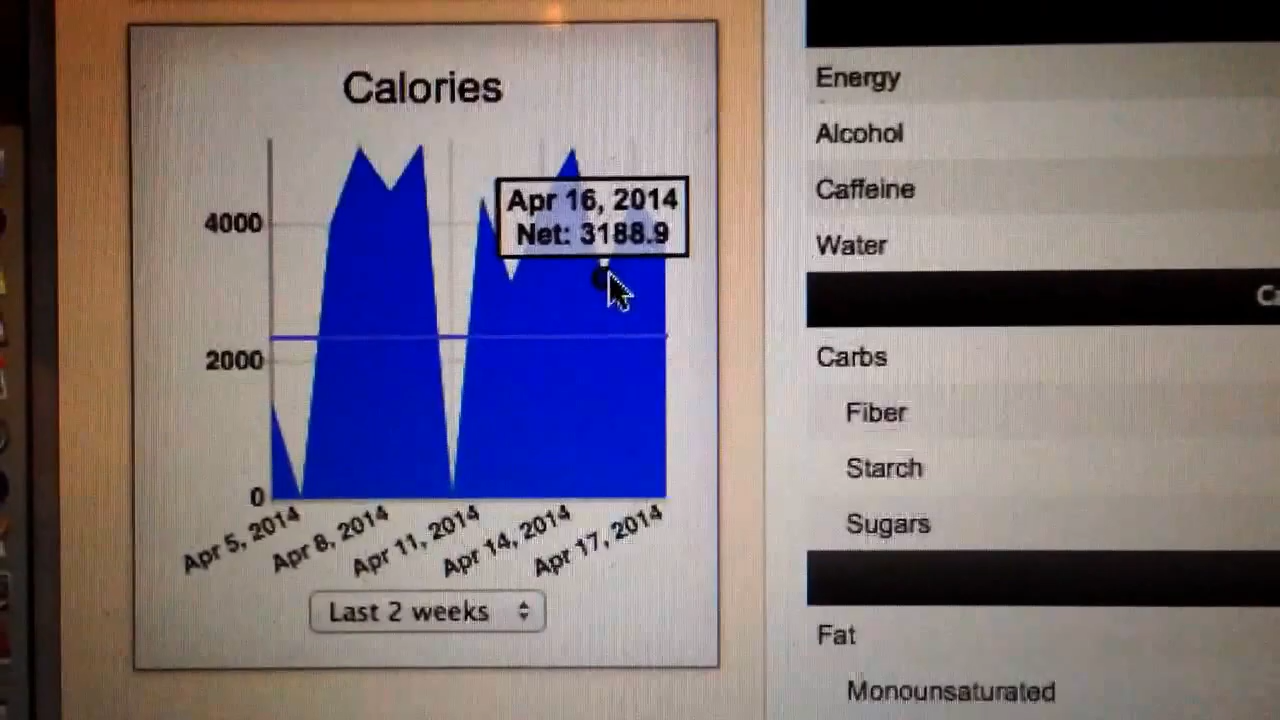 Calories
4000
2000
0
Apr 16, 2014
Net: 3188.9
Apr 5, 2014
Apr 8, 2014
Apr 11, 2014
Apr 14, 2014
Apr 17, 2014
Last 2 weeks
Energy
Alcohol
Caffeine
Water
Carbs
Fiber
Starch
Sugars
Fat
Monounsaturated